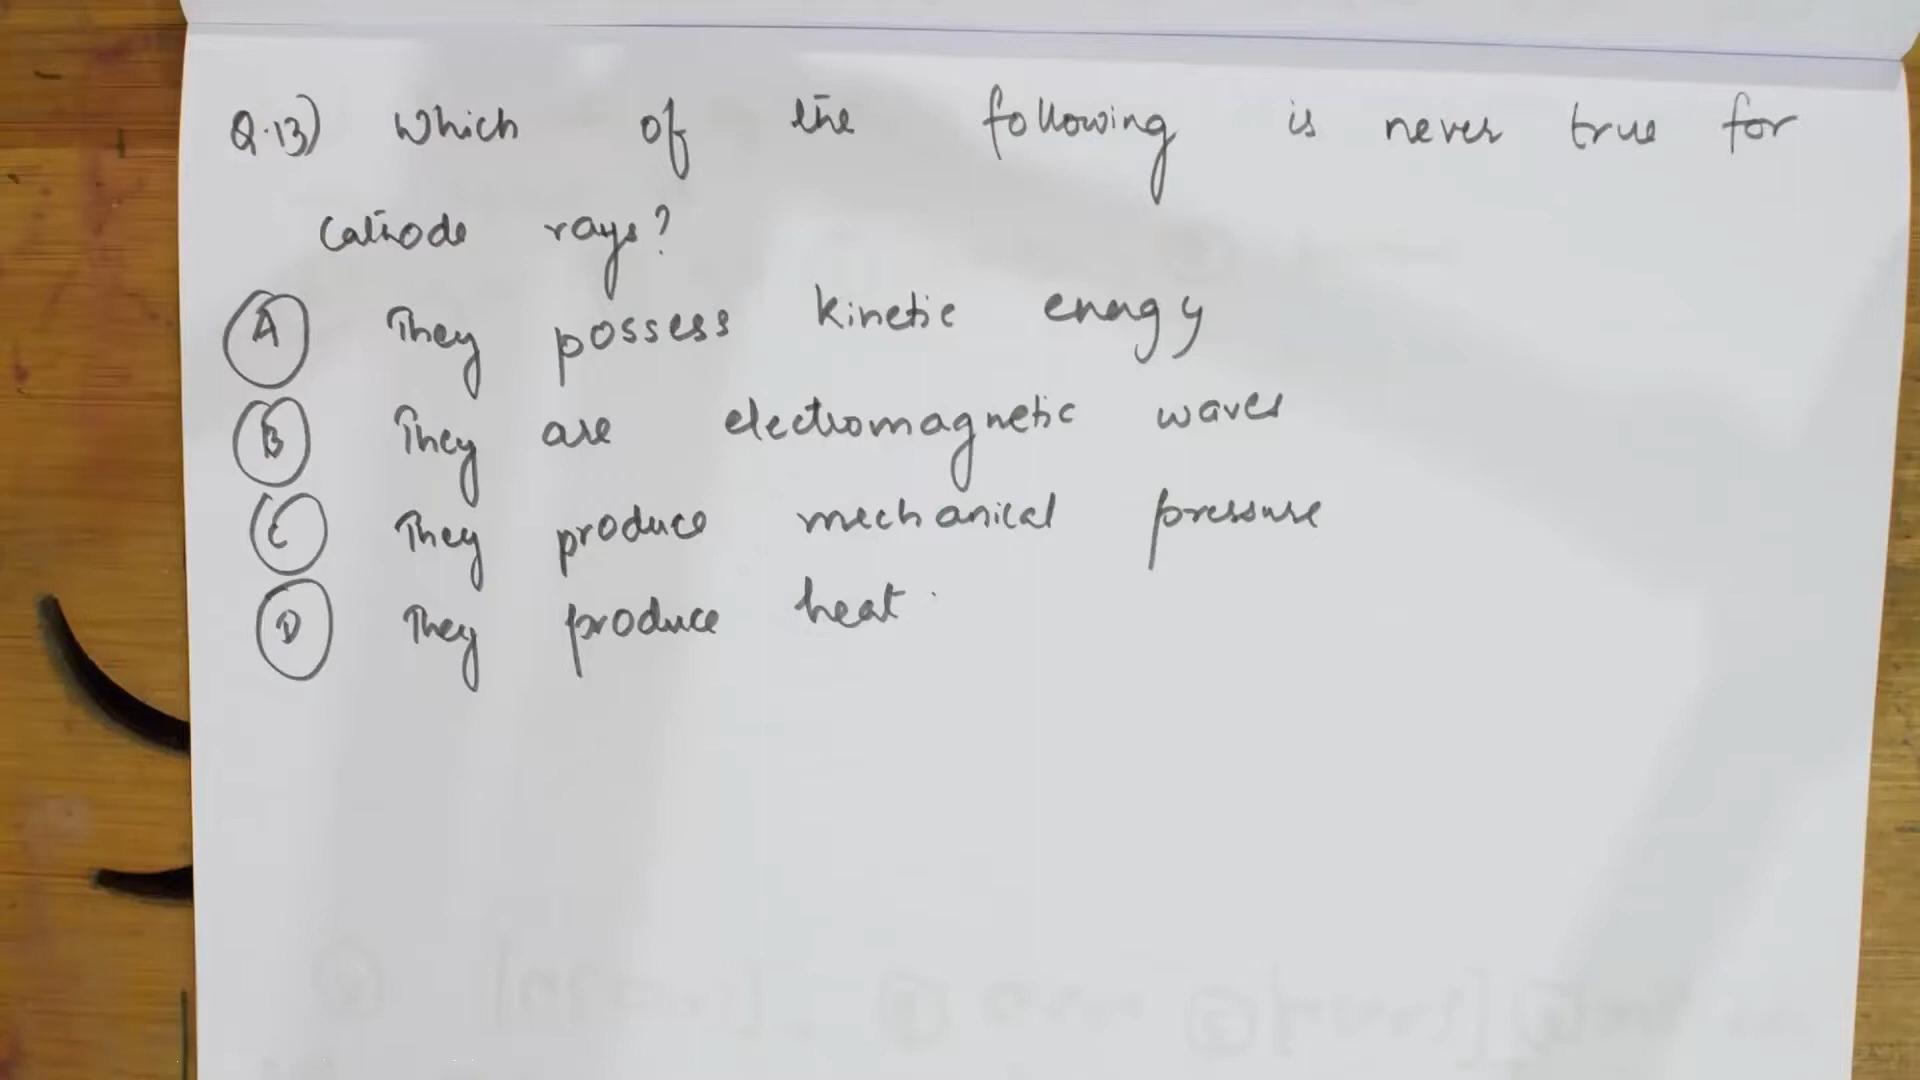 Q.13) Which of the following is never true for
Cathode rays?
A They possess kinetic energy
B They are electromagnetic waves
C They produce mechanical pressure
D They produce heat.